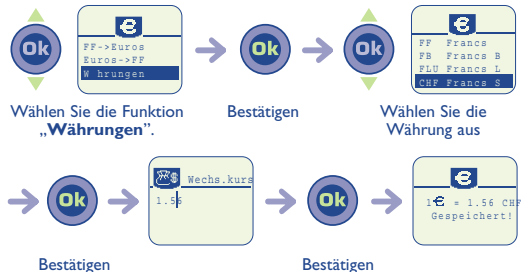 Ok
€
FF->Euros
Euros->FF
W hrungen
Ok
Ok
€
FF Francs
FB Francs B
FLU Francs L
CHF Francs S
Wählen Sie die Funktion
„Währungen”.
Bestätigen
Wählen Sie die
Währung aus
Ok
$ Wechs.kurs
1.56
Ok
€
1€ = 1.56 CHF
Gespeichert!
Bestätigen
Bestätigen